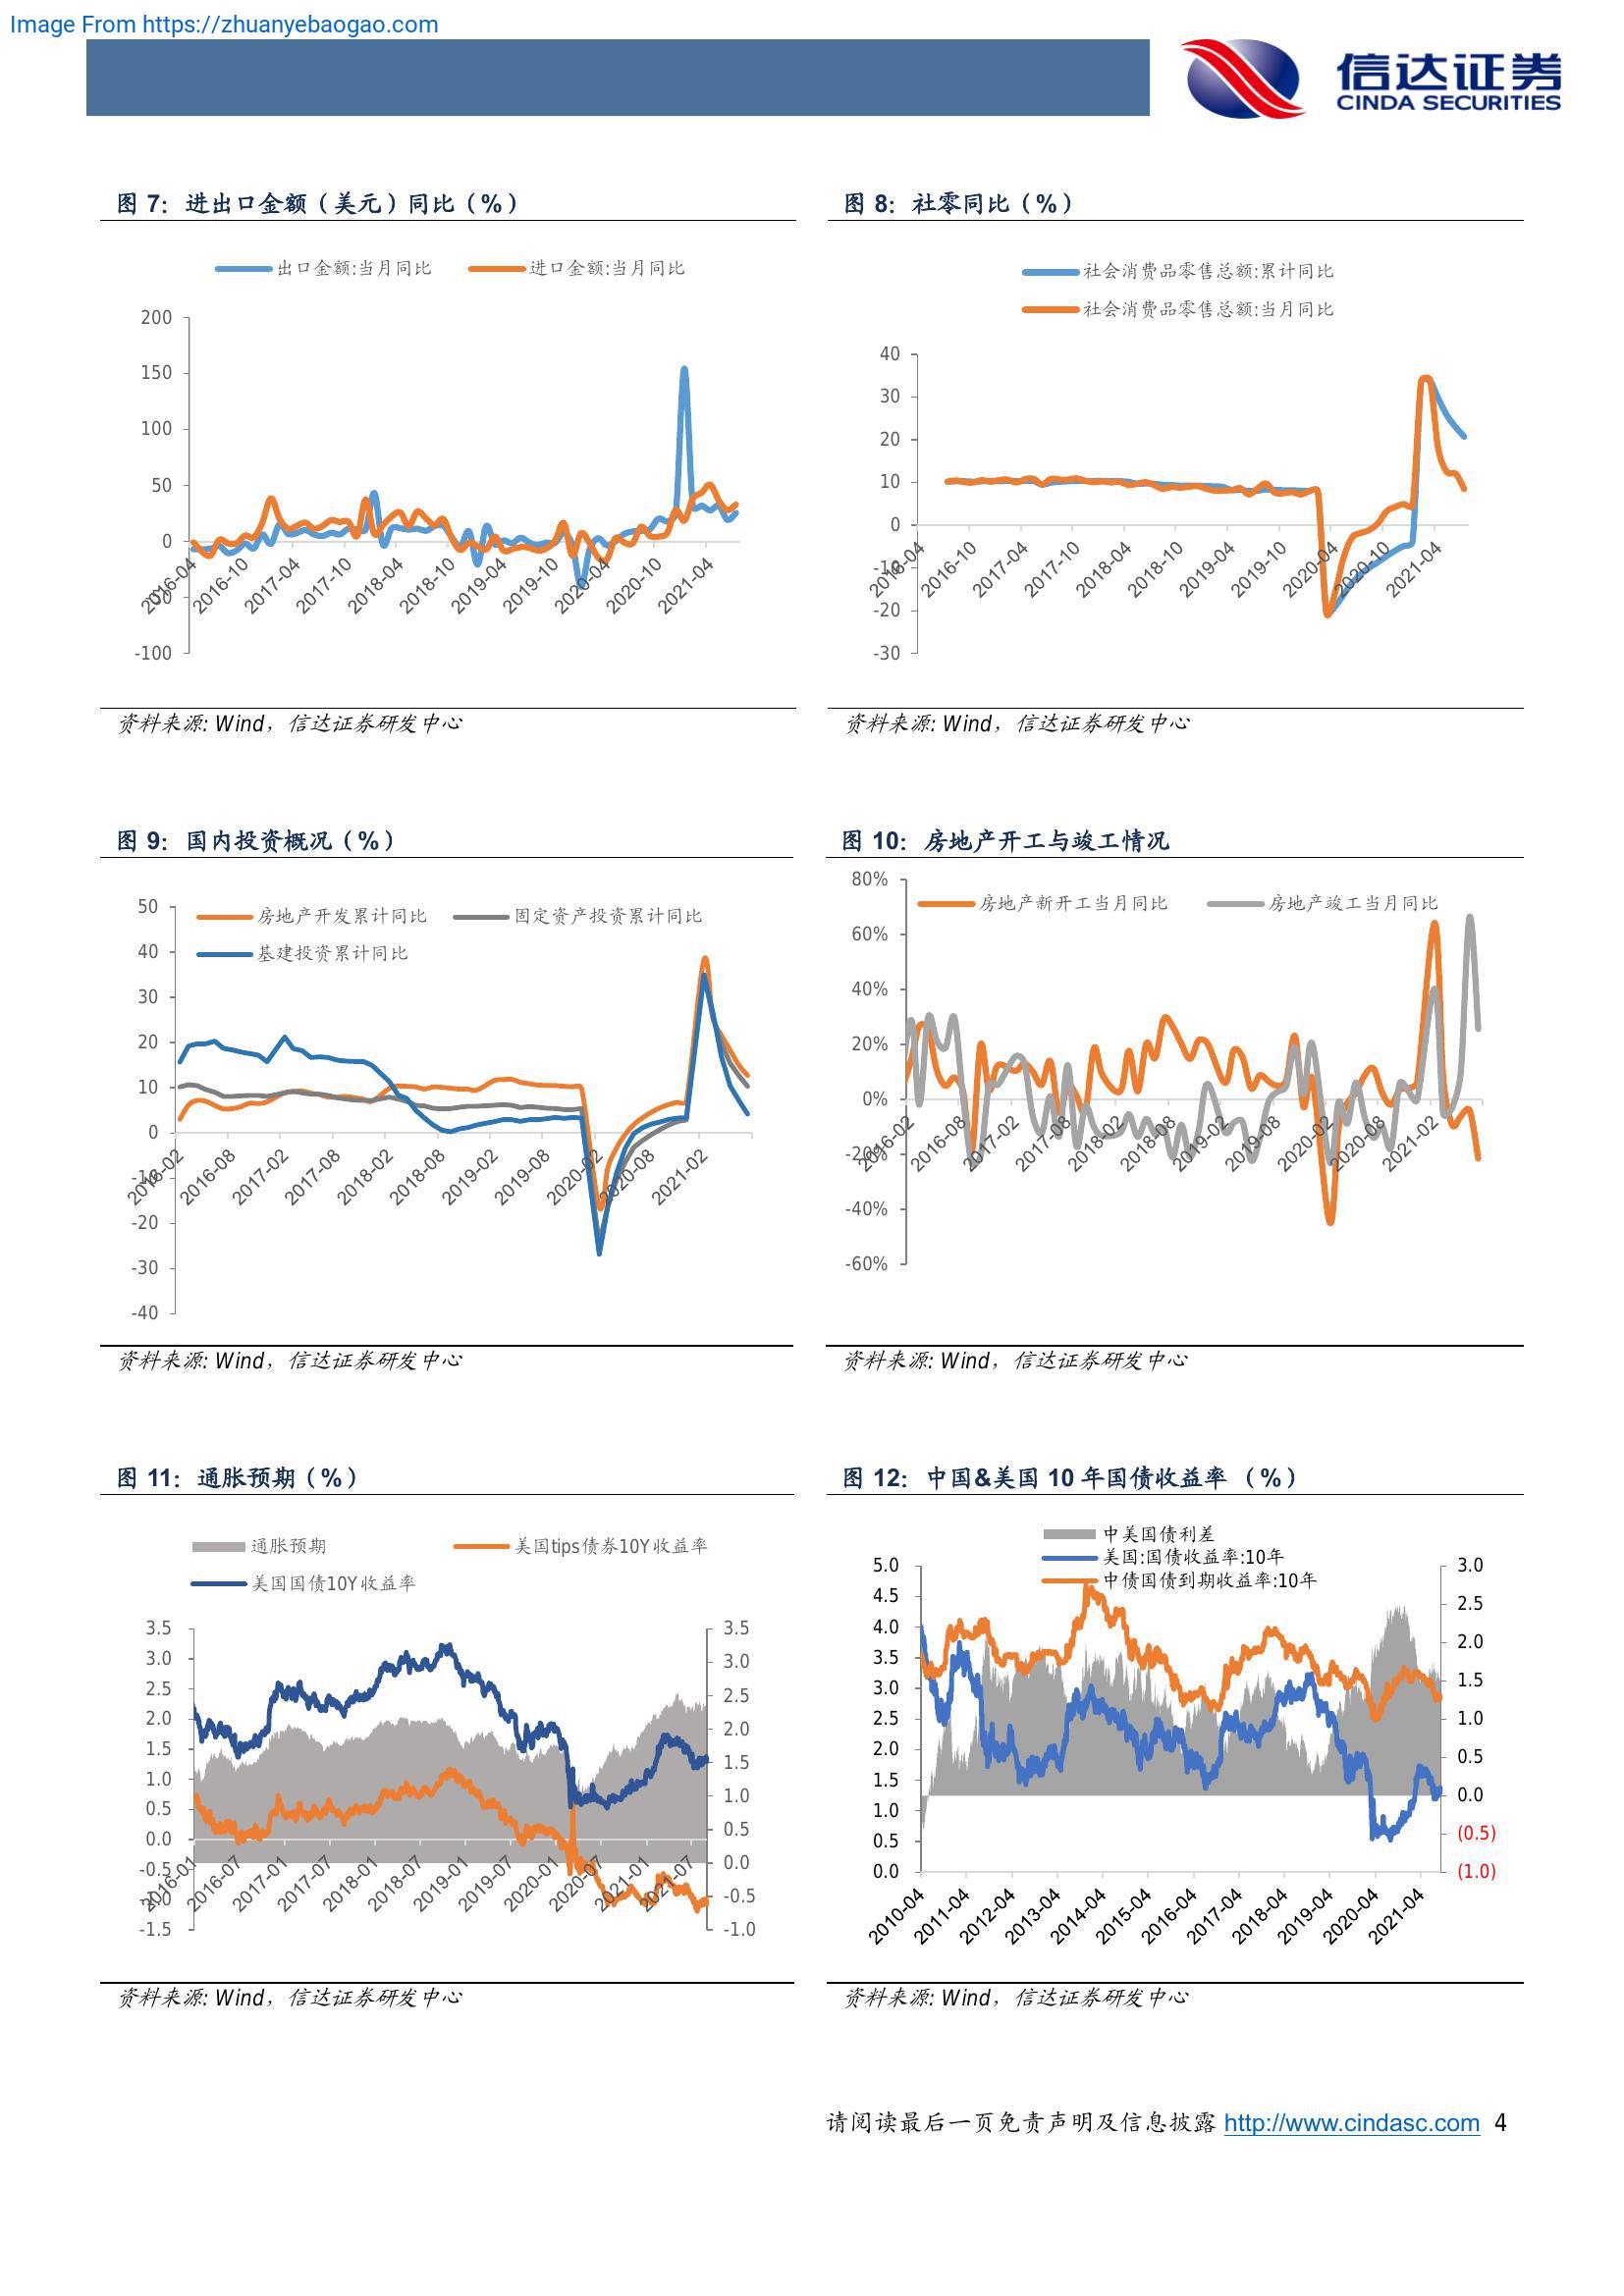 Image From https://zhuanyebaogao.com
信达证券
CINDA SECURITIES
图 7：进出口金额（美元）同比（%）
出口金额:当月同比 进口金额:当月同比
200
150
100
50
0
-50
-100
2016-04 2016-10 2017-04 2017-10 2018-04 2018-10 2019-04 2019-10 2020-04 2020-10 2021-04
资料来源: Wind，信达证券研发中心
图 8：社零同比（%）
社会消费品零售总额:累计同比
社会消费品零售总额:当月同比
40
30
20
10
0
-10
-20
-30
2016-04 2016-10 2017-04 2017-10 2018-04 2018-10 2019-04 2019-10 2020-04 2020-10 2021-04
资料来源: Wind，信达证券研发中心
图 9：国内投资概况（%）
房地产开发累计同比 固定资产投资累计同比
基建投资累计同比
50
40
30
20
10
0
-10
-20
-30
-40
2016-02 2016-08 2017-02 2017-08 2018-02 2018-08 2019-02 2019-08 2020-02 2020-08 2021-02
资料来源: Wind，信达证券研发中心
图 10：房地产开工与竣工情况
房地产新开工当月同比 房地产竣工当月同比
80%
60%
40%
20%
0%
-20%
-40%
-60%
2016-02 2016-08 2017-02 2017-08 2018-02 2018-08 2019-02 2019-08 2020-02 2020-08 2021-02
资料来源: Wind，信达证券研发中心
图 11：通胀预期（%）
通胀预期 美国tips债券10Y收益率
美国国债10Y收益率
3.5 3.5
3.0 3.0
2.5 2.5
2.0 2.0
1.5 1.5
1.0 1.0
0.5 0.5
0.0 0.0
-0.5 -0.5
-1.0 -1.0
-1.5
2016-01 2016-07 2017-01 2017-07 2018-01 2018-07 2019-01 2019-07 2020-01 2020-07 2021-01 2021-07
资料来源: Wind，信达证券研发中心
图 12：中国&美国 10 年国债收益率 （%）
中美国债利差
美国:国债收益率:10年
中债国债到期收益率:10年
5.0 3.0
4.5 2.5
4.0 2.0
3.5 1.5
3.0 1.0
2.5 0.5
2.0 0.0
1.5 (0.5)
1.0 (1.0)
0.5
0.0
2010-04 2011-04 2012-04 2013-04 2014-04 2015-04 2016-04 2017-04 2018-04 2019-04 2020-04 2021-04
资料来源: Wind，信达证券研发中心
请阅读最后一页免责声明及信息披露 http://www.cindasc.com 4